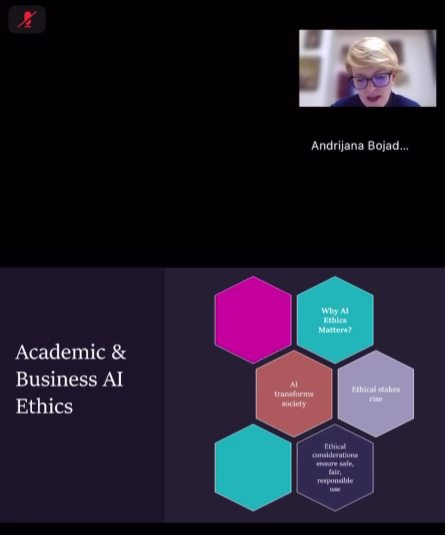 Andrijana Bojad...
Academic &
Business AI
Ethics
Why AI
Ethics
Matters?
AI
transforms
society
Ethical stakes
rise
Ethical
considerations
ensure safe,
fair,
responsible
use